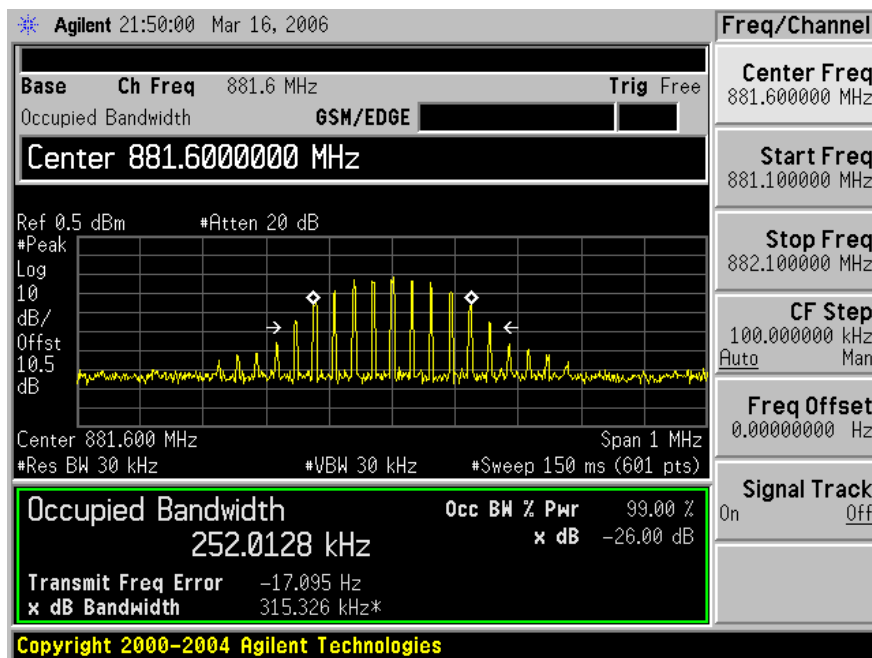 Agilent 21:50:00 Mar 16, 2006
Freq/Channel
Base Ch Freq 881.6 MHz Trig Free
Occupied Bandwidth GSM/EDGE
Center 881.6000000 MHz
Ref 0.5 dBm #Atten 20 dB
#Peak
Log
10
dB/
Offst
10.5
dB
Center 881.600 MHz Span 1 MHz
#Res BW 30 kHz #VBW 30 kHz #Sweep 150 ms (601 pts)
Occupied Bandwidth
252.0128 kHz
Occ BW % Pwr 99.00 %
x dB -26.00 dB
Transmit Freq Error -17.095 Hz
x dB Bandwidth 315.326 kHz*
Center Freq
881.600000 MHz
Start Freq
881.100000 MHz
Stop Freq
882.100000 MHz
CF Step
100.000000 kHz
Auto Man
Freq Offset
0.00000000 Hz
Signal Track
On Off
Copyright 2000-2004 Agilent Technologies